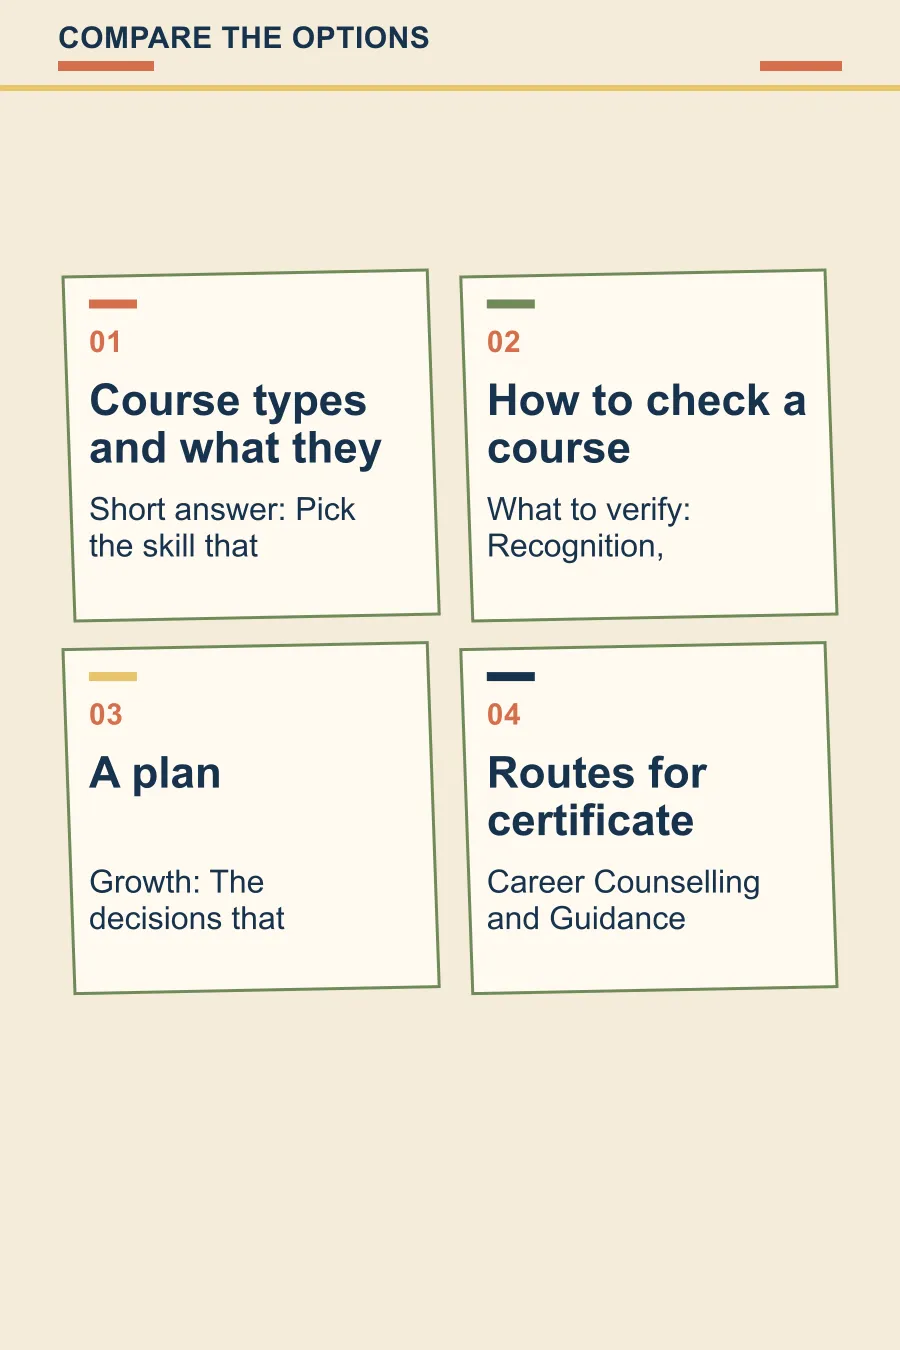 COMPARE THE OPTIONS
01
Course types
and what they
Short answer: Pick
the skill that
02
How to check a
course
What to verify:
Recognition,
03
A plan
Growth: The
decisions that
04
Routes for
certificate
Career Counselling
and Guidance